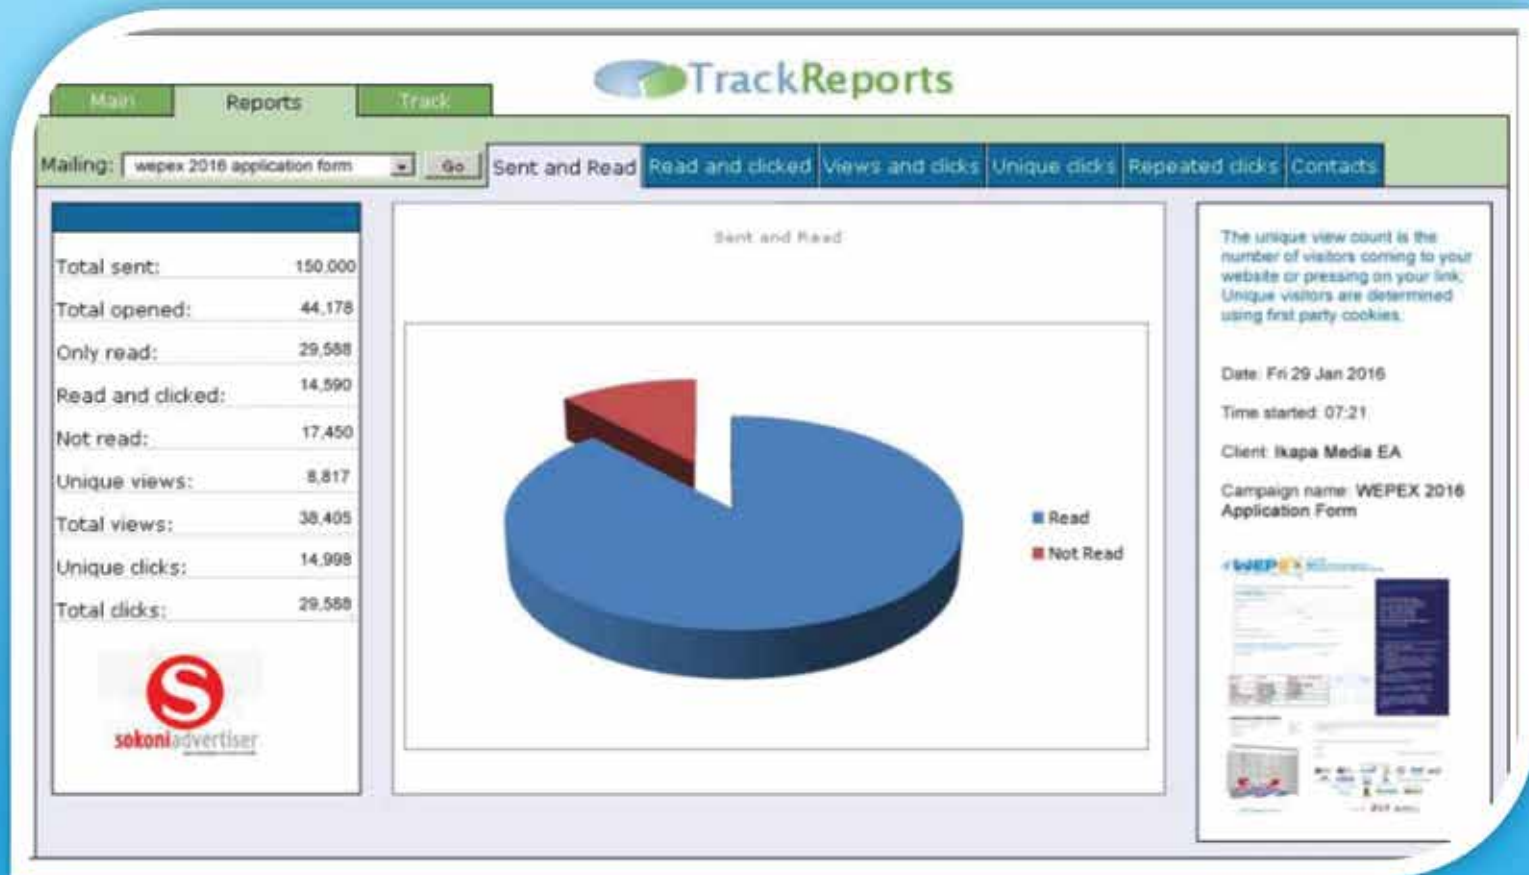 TrackReports
Main
Reports
Track
Mailing:
wepex 2016 application form
Go
Sent and Read
Read and clicked
Views and clicks
Unique clicks
Repeated clicks
Contacts
Total sent: 150,000
Total opened: 44,178
Only read: 29,588
Read and clicked: 14,590
Not read: 17,450
Unique views: 8,817
Total views: 38,405
Unique clicks: 14,998
Total clicks: 29,588
S
sokoniadvertiser
Sent and Read
Read
Not Read
The unique view count is the
number of visitors coming to your
website or pressing on your link;
Unique visitors are determined
using first party cookies.
Date: Fri 29 Jan 2016
Time started: 07:21
Client: Ikapa Media EA
Campaign name: WEPEX 2016
Application Form